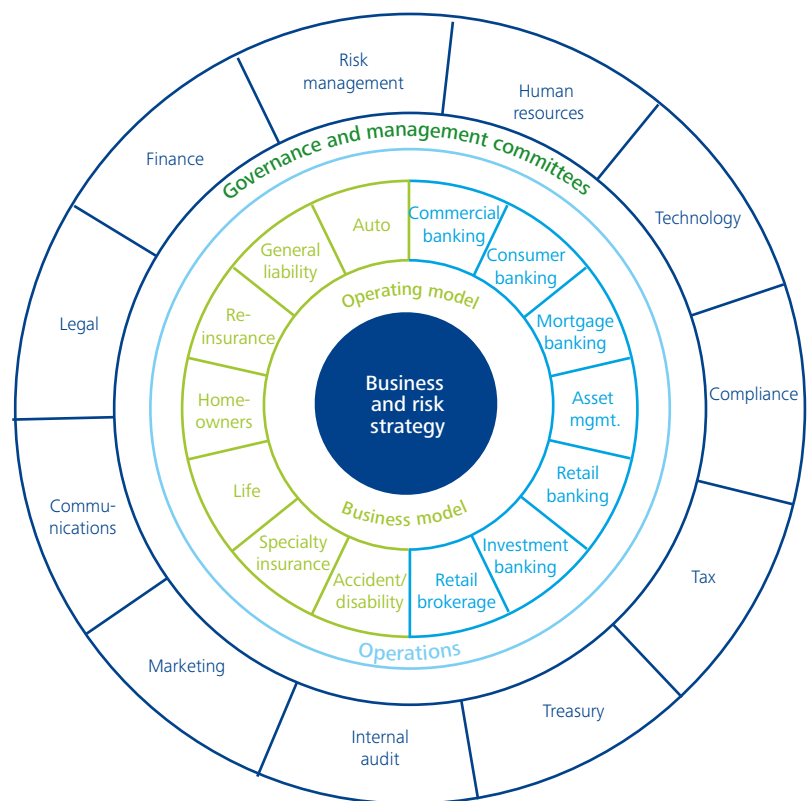 Risk
management
Human
resources
Technology
Compliance
Tax
Treasury
Internal
audit
Marketing
Commu-
nications
Legal
Finance
Governance and management committees
Operations
Commercial
banking
Consumer
banking
Mortgage
banking
Asset
mgmt.
Retail
banking
Investment
banking
Retail
brokerage
Accident/
disability
Specialty
insurance
Life
Home-
owners
Re-
insurance
General
liability
Auto
Operating model
Business
and risk
strategy
Business model